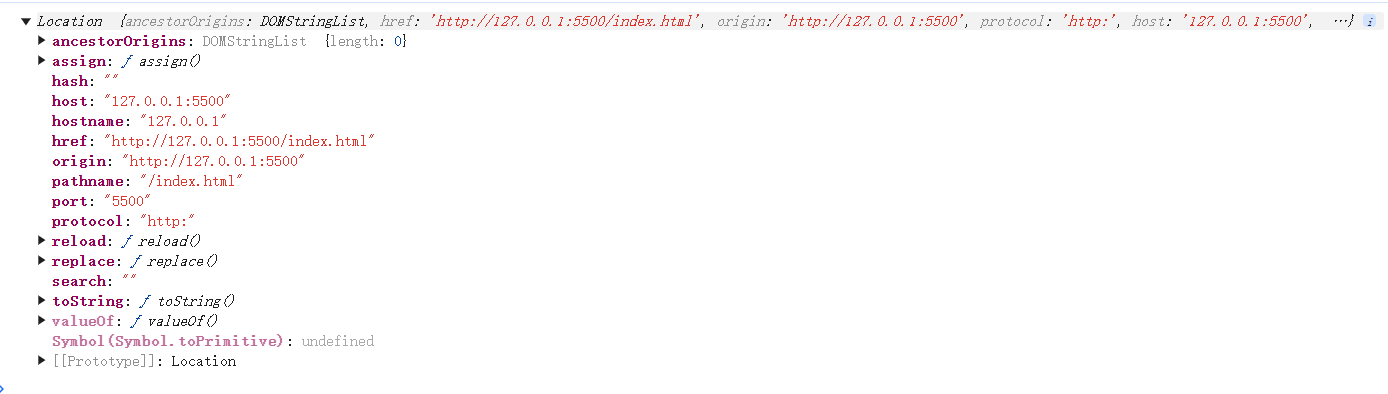 ▼ Location {ancestorOrigins: DOMStringList, href: 'http://127.0.0.1:5500/index.html', origin: 'http://127.0.0.1:5500', protocol: 'http:', host: '127.0.0.1:5500', …} i
▶ ancestorOrigins: DOMStringList {length: 0}
▶ assign: ƒ assign()
hash: ""
host: "127.0.0.1:5500"
hostname: "127.0.0.1"
href: "http://127.0.0.1:5500/index.html"
origin: "http://127.0.0.1:5500"
pathname: "/index.html"
port: "5500"
protocol: "http:"
▶ reload: ƒ reload()
▶ replace: ƒ replace()
search: ""
▶ toString: ƒ toString()
▶ valueOf: ƒ valueOf()
Symbol(Symbol.toPrimitive): undefined
▶ [[Prototype]]: Location